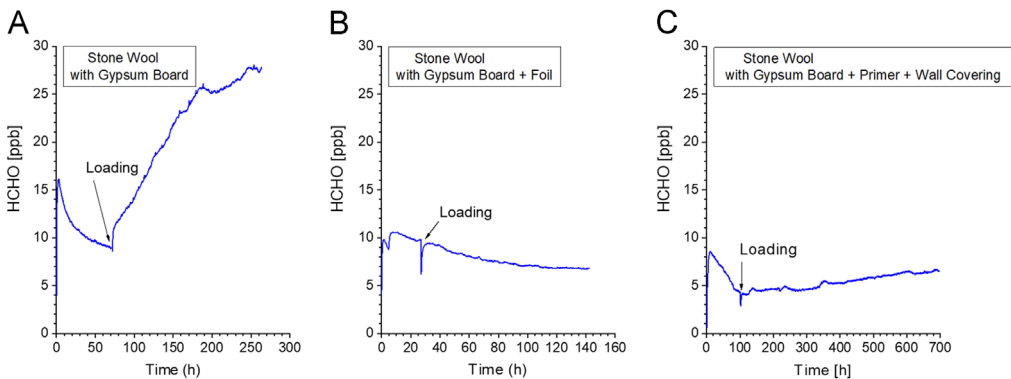 A
Stone Wool
with Gypsum Board
HCHO [ppb]
30
25
20
15
10
5
0
Loading
0 50 100 150 200 250 300
Time (h)
B
Stone Wool
with Gypsum Board + Foil
HCHO [ppb]
30
25
20
15
10
5
0
Loading
0 20 40 60 80 100 120 140 160
Time (h)
C
Stone Wool
with Gypsum Board + Primer + Wall Covering
HCHO [ppb]
30
25
20
15
10
5
0
Loading
0 100 200 300 400 500 600 700
Time [h]